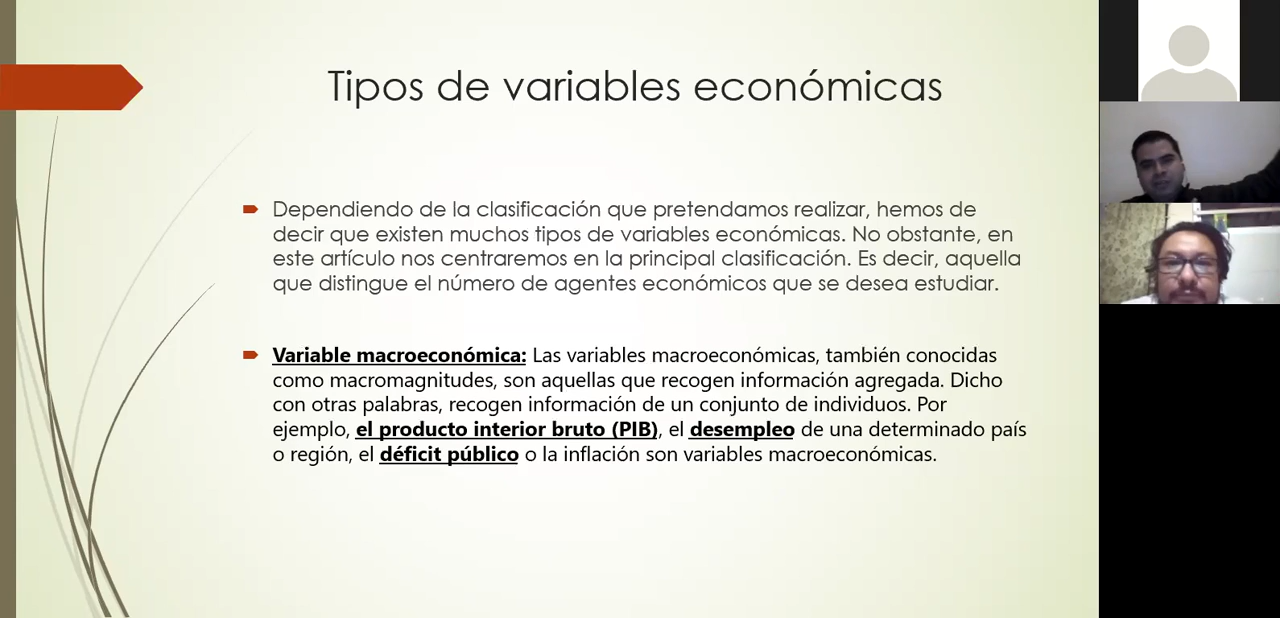 Tipos de variables económicas
Dependiendo de la clasificación que pretendamos realizar, hemos de
decir que existen muchos tipos de variables económicas. No obstante, en
este artículo nos centraremos en la principal clasificación. Es decir, aquella
que distingue el número de agentes económicos que se desea estudiar.
Variable macroeconómica: Las variables macroeconómicas, también conocidas
como macromagnitudes, son aquellas que recogen información agregada. Dicho
con otras palabras, recogen información de un conjunto de individuos. Por
ejemplo, el producto interior bruto (PIB), el desempleo de una determinado país
o región, el déficit público o la inflación son variables macroeconómicas.